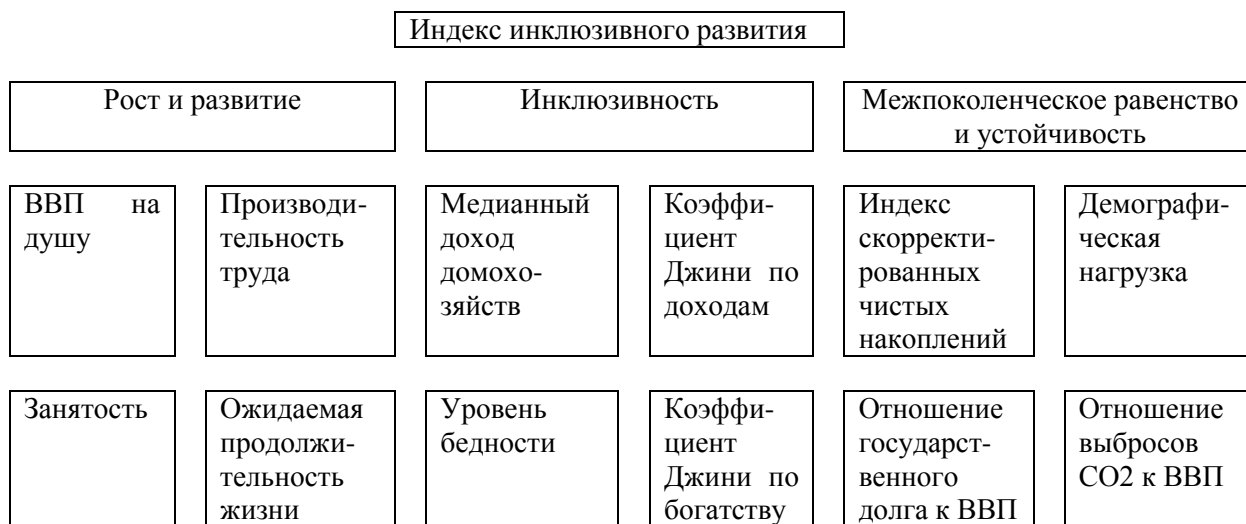 Индекс инклюзивного развития
Рост и развитие
Инклюзивность
Межпоколенческое равенство
и устойчивость
ВВП на
душу
Производи-
тельность
труда
Медианный
доход
домохо-
зяйств
Коэффи-
циент
Джини по
доходам
Индекс
скорректи-
рованных
чистых
накоплений
Демографи-
ческая
нагрузка
Занятость
Ожидаемая
продолжи-
тельность
жизни
Уровень
бедности
Коэффи-
циент
Джини по
богатству
Отношение
государст-
венного
долга к ВВП
Отношение
выбросов
СО2 к ВВП